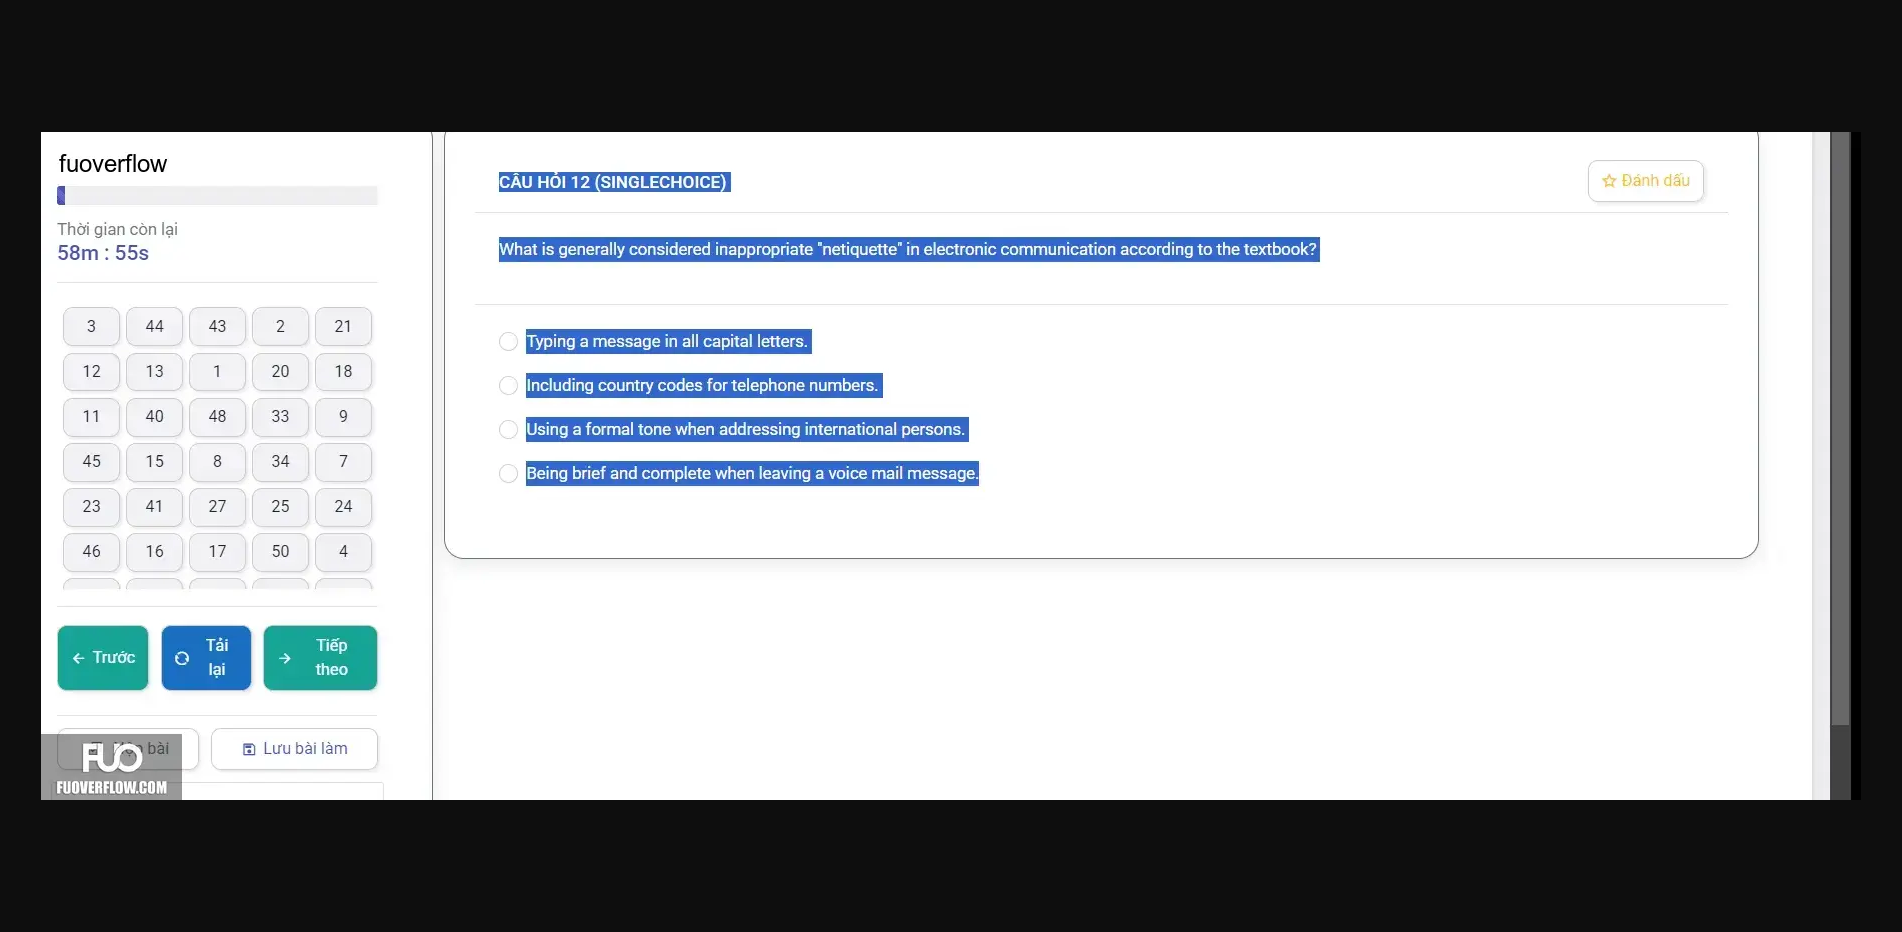 fuoverflow
Thời gian còn lại
58m : 55s
3 44 43 2 21
12 13 1 20 18
11 40 48 33 9
45 15 8 34 7
23 41 27 25 24
46 16 17 50 4
Trước
Tải lại
Tiếp theo
bài
Lưu bài làm
FUO
FUOVERFLOW.COM
CÂU HỎI 12 (SINGLECHOICE)
Đánh dấu
What is generally considered inappropriate "netiquette" in electronic communication according to the textbook?
Typing a message in all capital letters.
Including country codes for telephone numbers.
Using a formal tone when addressing international persons.
Being brief and complete when leaving a voice mail message.